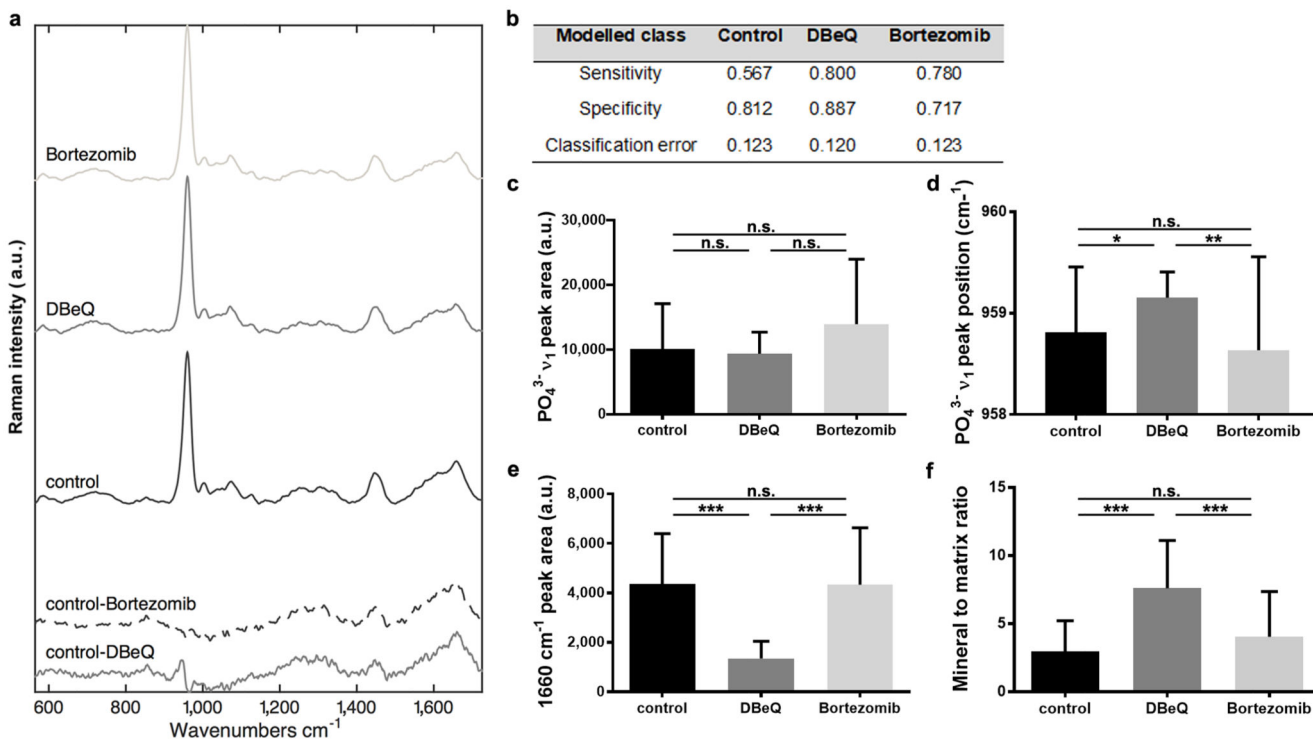 a
Raman intensity (a.u.)
Bortezomib
DBeQ
control
control-Bortezomib
control-DBeQ
600 800 1,000 1,200 1,400 1,600
Wavenumbers cm-1
b
Modelled class Control DBeQ Bortezomib
Sensitivity 0.567 0.800 0.780
Specificity 0.812 0.887 0.717
Classification error 0.123 0.120 0.123
c
PO₄³⁻ ν₁ peak area (a.u.)
30,000
20,000
10,000
0
n.s.
n.s. n.s.
control DBeQ Bortezomib
d
PO₄³⁻ ν₁ peak position (cm⁻¹)
960
959
958
n.s.
* **
control DBeQ Bortezomib
e
1660 cm⁻¹ peak area (a.u.)
8,000
6,000
4,000
2,000
0
n.s.
*** ***
control DBeQ Bortezomib
f
Mineral to matrix ratio
15
10
5
0
n.s.
*** ***
control DBeQ Bortezomib